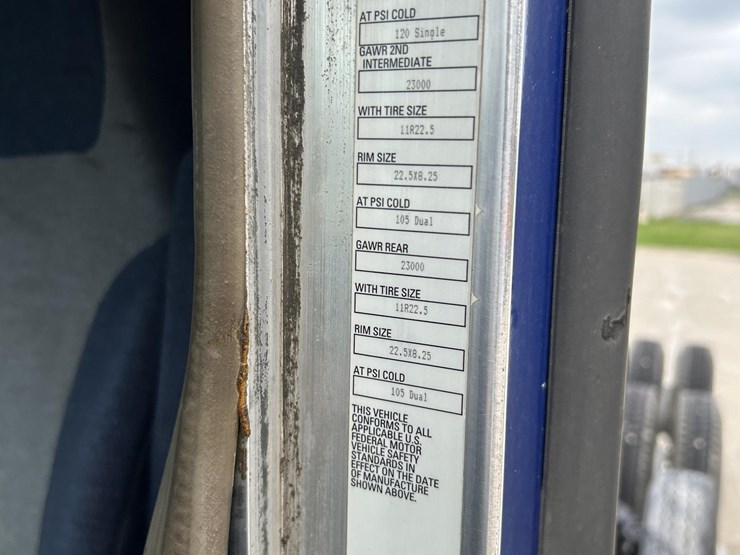 AT PSI COLD
120 Single
GAWR 2ND
INTERMEDIATE
23000
WITH TIRE SIZE
11R22.5
RIM SIZE
22.5X8.25
AT PSI COLD
105 Dual
GAWR REAR
23000
WITH TIRE SIZE
11R22.5
RIM SIZE
22.5X8.25
AT PSI COLD
105 Dual
THIS VEHICLE
CONFORMS TO ALL
APPLICABLE U.S.
FEDERAL MOTOR
VEHICLE SAFETY
STANDARDS IN
EFFECT ON THE DATE
OF MANUFACTURE
SHOWN ABOVE.